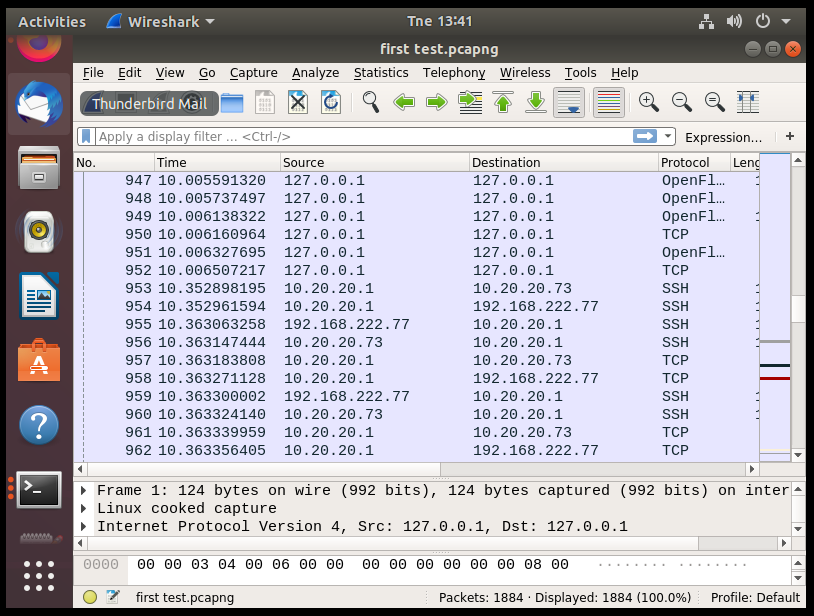 Activities Wireshark Tne 13:41
first test.pcapng
File Edit View Go Capture Analyze Statistics Telephony Wireless Tools Help
Thunderbird Mail
Apply a display filter ... <Ctrl-/> Expression... +
No. Time Source Destination Protocol Leng
947 10.005591320 127.0.0.1 127.0.0.1 OpenFl… 1
948 10.005737497 127.0.0.1 127.0.0.1 OpenFl…
949 10.006138322 127.0.0.1 127.0.0.1 OpenFl… 1
950 10.006160964 127.0.0.1 127.0.0.1 TCP
951 10.006327695 127.0.0.1 127.0.0.1 OpenFl…
952 10.006507217 127.0.0.1 127.0.0.1 TCP
953 10.352898195 10.20.20.1 10.20.20.73 SSH 1
954 10.352961594 10.20.20.1 192.168.222.77 SSH 1
955 10.363063258 192.168.222.77 10.20.20.1 SSH 1
956 10.363147444 10.20.20.73 10.20.20.1 SSH 1
957 10.363183808 10.20.20.1 10.20.20.73 TCP
958 10.363271128 10.20.20.1 192.168.222.77 TCP
959 10.363300002 192.168.222.77 10.20.20.1 SSH 1
960 10.363324140 10.20.20.73 10.20.20.1 SSH 1
961 10.363339959 10.20.20.1 10.20.20.73 TCP
962 10.363356405 10.20.20.1 192.168.222.77 TCP
Frame 1: 124 bytes on wire (992 bits), 124 bytes captured (992 bits) on inter
Linux cooked capture
Internet Protocol Version 4, Src: 127.0.0.1, Dst: 127.0.0.1
0000 00 00 03 04 00 06 00 00 00 00 00 00 00 00 08 00 ········ ········
first test.pcapng Packets: 1884 · Displayed: 1884 (100.0%) Profile: Default